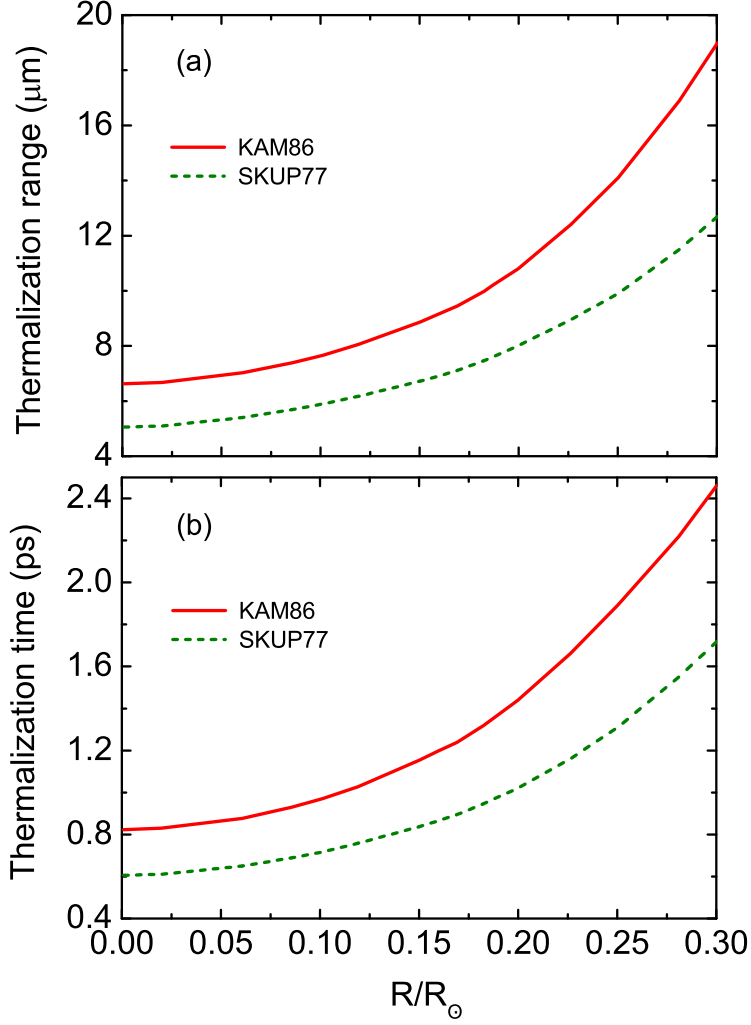 20
(a)
16
KAM86
SKUP77
12
8
4
Thermalization range (μm)
2.4
(b)
2.0
KAM86
SKUP77
1.6
1.2
0.8
0.4
Thermalization time (ps)
0.00 0.05 0.10 0.15 0.20 0.25 0.30
R/R⊙